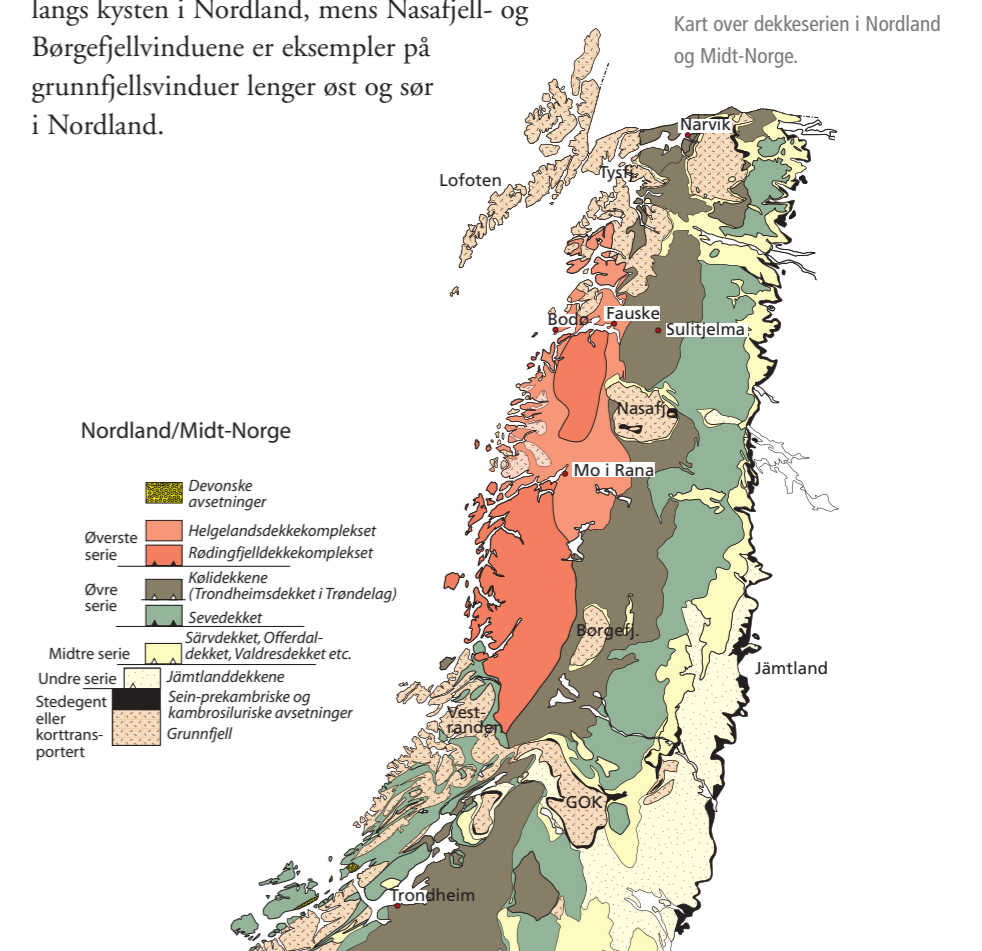 langs kysten i Nordland, mens Nasafjell- og
Børgefjellvinduene er eksempler på
grunnfjellsvinduer lenger øst og sør
i Nordland.
Kart over dekkeserien i Nordland
og Midt-Norge.
Narvik
Tysfj.
Lofoten
Bodø
Fauske
Sulitjelma
Nasafj.
Mo i Rana
Børgefj.
Jämtland
Vest-
randen
GOK
Trondheim
Nordland/Midt-Norge
Devonske
avsetninger
Øverste
serie
Helgelandsdekkekomplekset
Rødingfjelldekkekomplekset
Øvre
serie
Kølidekkene
(Trondheimsdekket i Trøndelag)
Sevedekket
Midtre serie
Särvdekket, Offerdal-
dekket, Valdresdekket etc.
Undre serie
Jämtlanddekkene
Stedegent
eller
korttrans-
portert
Sein-prekambriske og
kambrosiluriske avsetninger
Grunnfjell